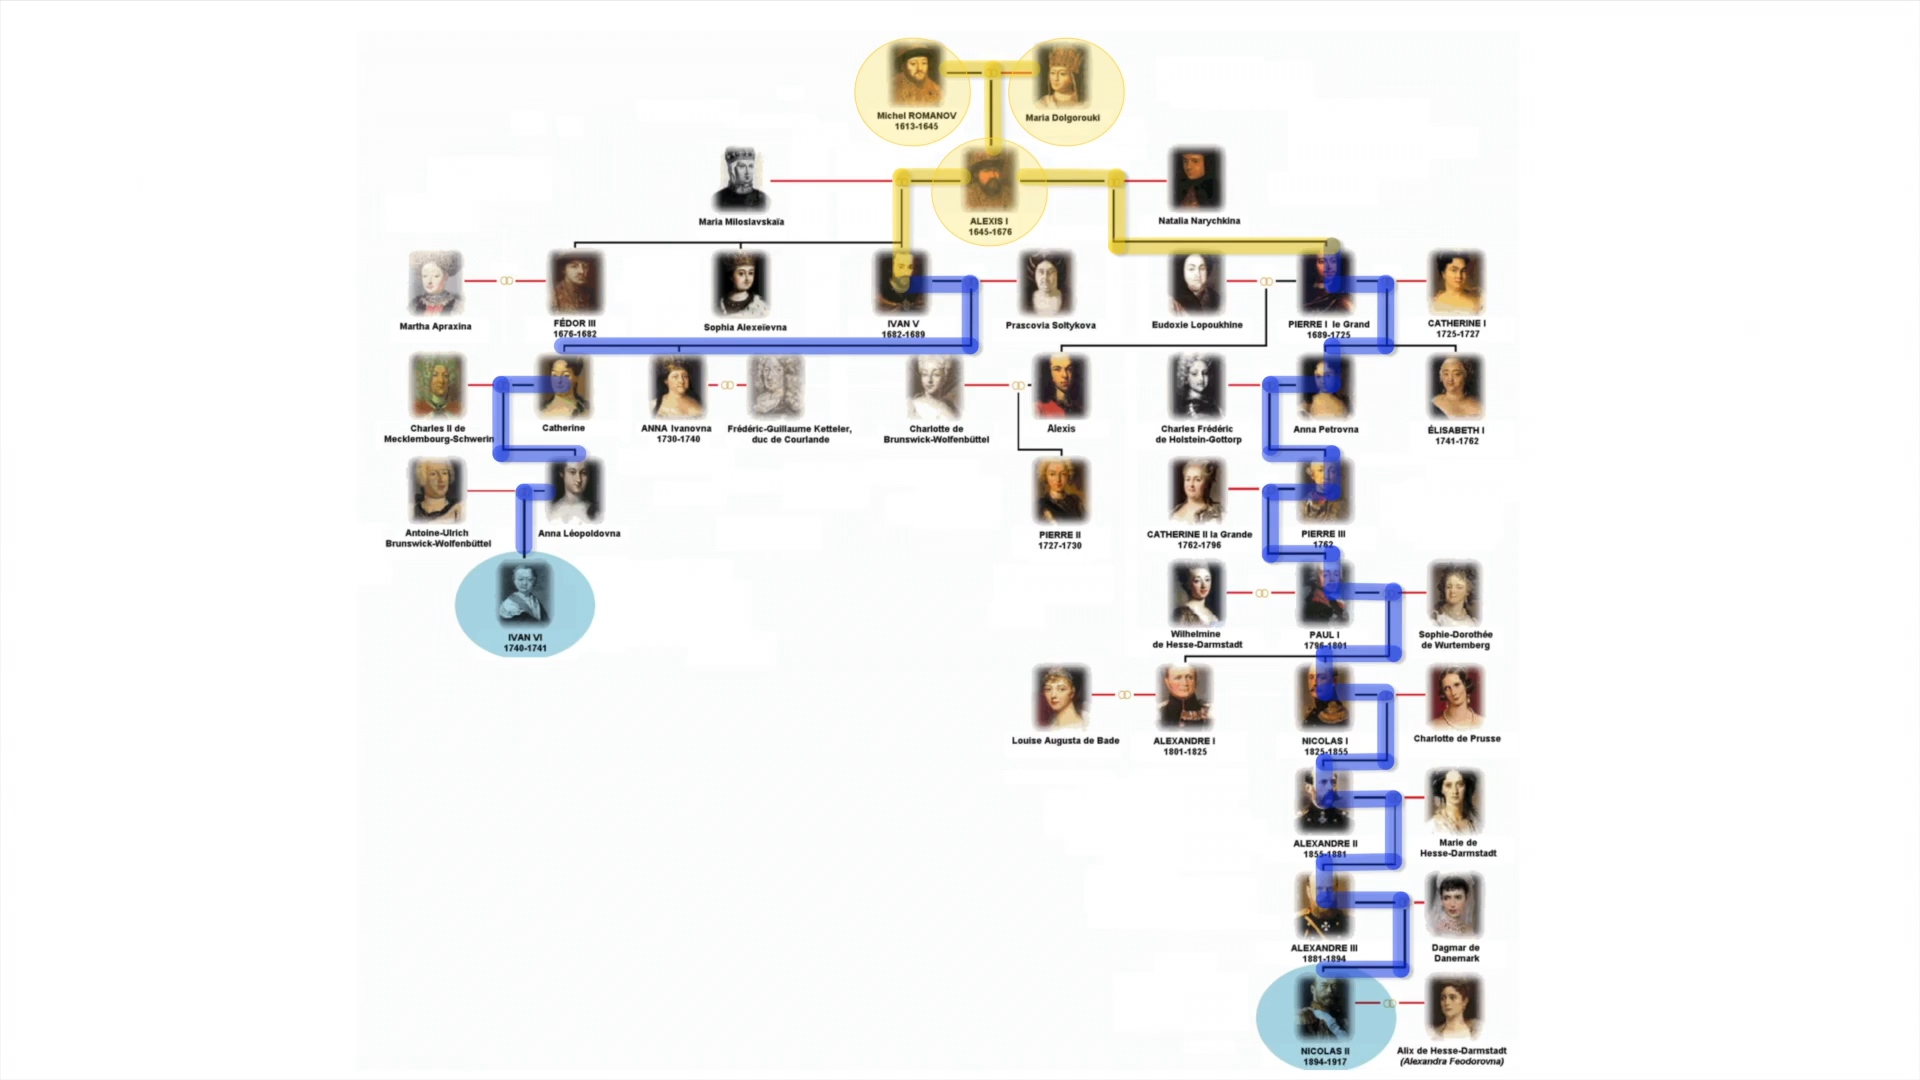 Michel ROMANOV
1613-1645
Maria Dolgorouki
Maria Miloslavskaïa
ALEXIS I
1645-1676
Natalia Narychkina
Martha Apraxina
FÉDOR III
1676-1682
Sophia Alexeïevna
IVAN V
1682-1689
Prascovia Soltykova
Eudoxie Lopoukhine
PIERRE I le Grand
1689-1725
CATHERINE I
1725-1727
Charles II de
Mecklembourg-Schwerin
Catherine
ANNA Ivanovna
1730-1740
Frédéric-Guillaume Ketteler,
duc de Courlande
Charlotte de
Brunswick-Wolfenbüttel
Alexis
Charles Frédéric
de Holstein-Gottorp
Anna Petrovna
ÉLISABETH I
1741-1762
Antoine-Ulrich
Brunswick-Wolfenbüttel
Anna Léopoldovna
PIERRE II
1727-1730
CATHERINE II la Grande
1762-1796
PIERRE III
1762
IVAN VI
1740-1741
Wilhelmine
de Hesse-Darmstadt
PAUL I
1796-1801
Sophie-Dorothée
de Wurtemberg
Louise Augusta de Bade
ALEXANDRE I
1801-1825
NICOLAS I
1825-1855
Charlotte de Prusse
ALEXANDRE II
1855-1881
Marie de
Hesse-Darmstadt
ALEXANDRE III
1881-1894
Dagmar de
Danemark
NICOLAS II
1894-1917
Alix de Hesse-Darmstadt
(Alexandra Feodorovna)